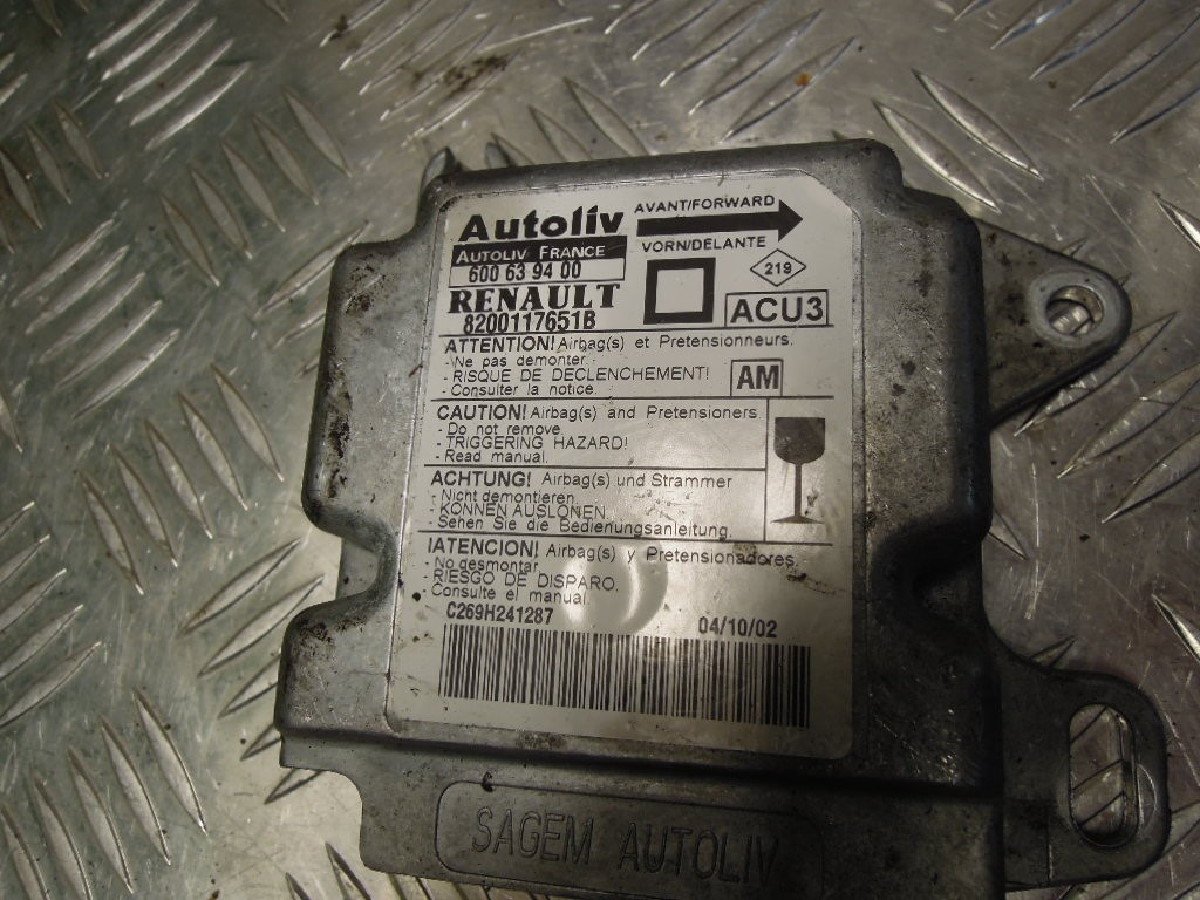 Autoliv
AVANT/FORWARD
AUTOLIV FRANCE
VORN/DELANTE
600 63 94 00
219
RENAULT
ACU3
8200117651B
ATTENTION! Airbag(s) et Pretensionneurs.
- Ne pas demonter.
- RISQUE DE DECLENCHEMENT!
- Consulter la notice.
AM
CAUTION! Airbag(s) and Pretensioners.
- Do not remove
- TRIGGERING HAZARD!
- Read manual.
ACHTUNG! Airbag(s) und Strammer
- Nicht demontieren
- KONNEN AUSLONEN
- Sehen Sie die Bedienungsanleitung.
IATENCION! Airbag(s) y Pretensionadores.
- No desmontar
- RIESGO DE DISPARO.
- Consulte el manual.
C269H241287
04/10/02
SAGEM AUTOLIV